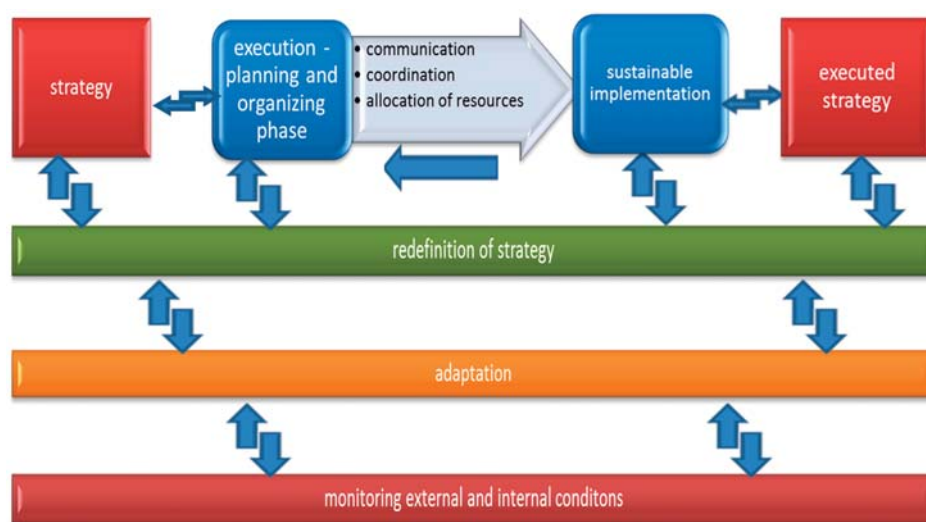 strategy
execution -
planning and
organizing
phase
• communication
• coordination
• allocation of resources
sustainable
implementation
executed
strategy
redefinition of strategy
adaptation
monitoring external and internal conditons